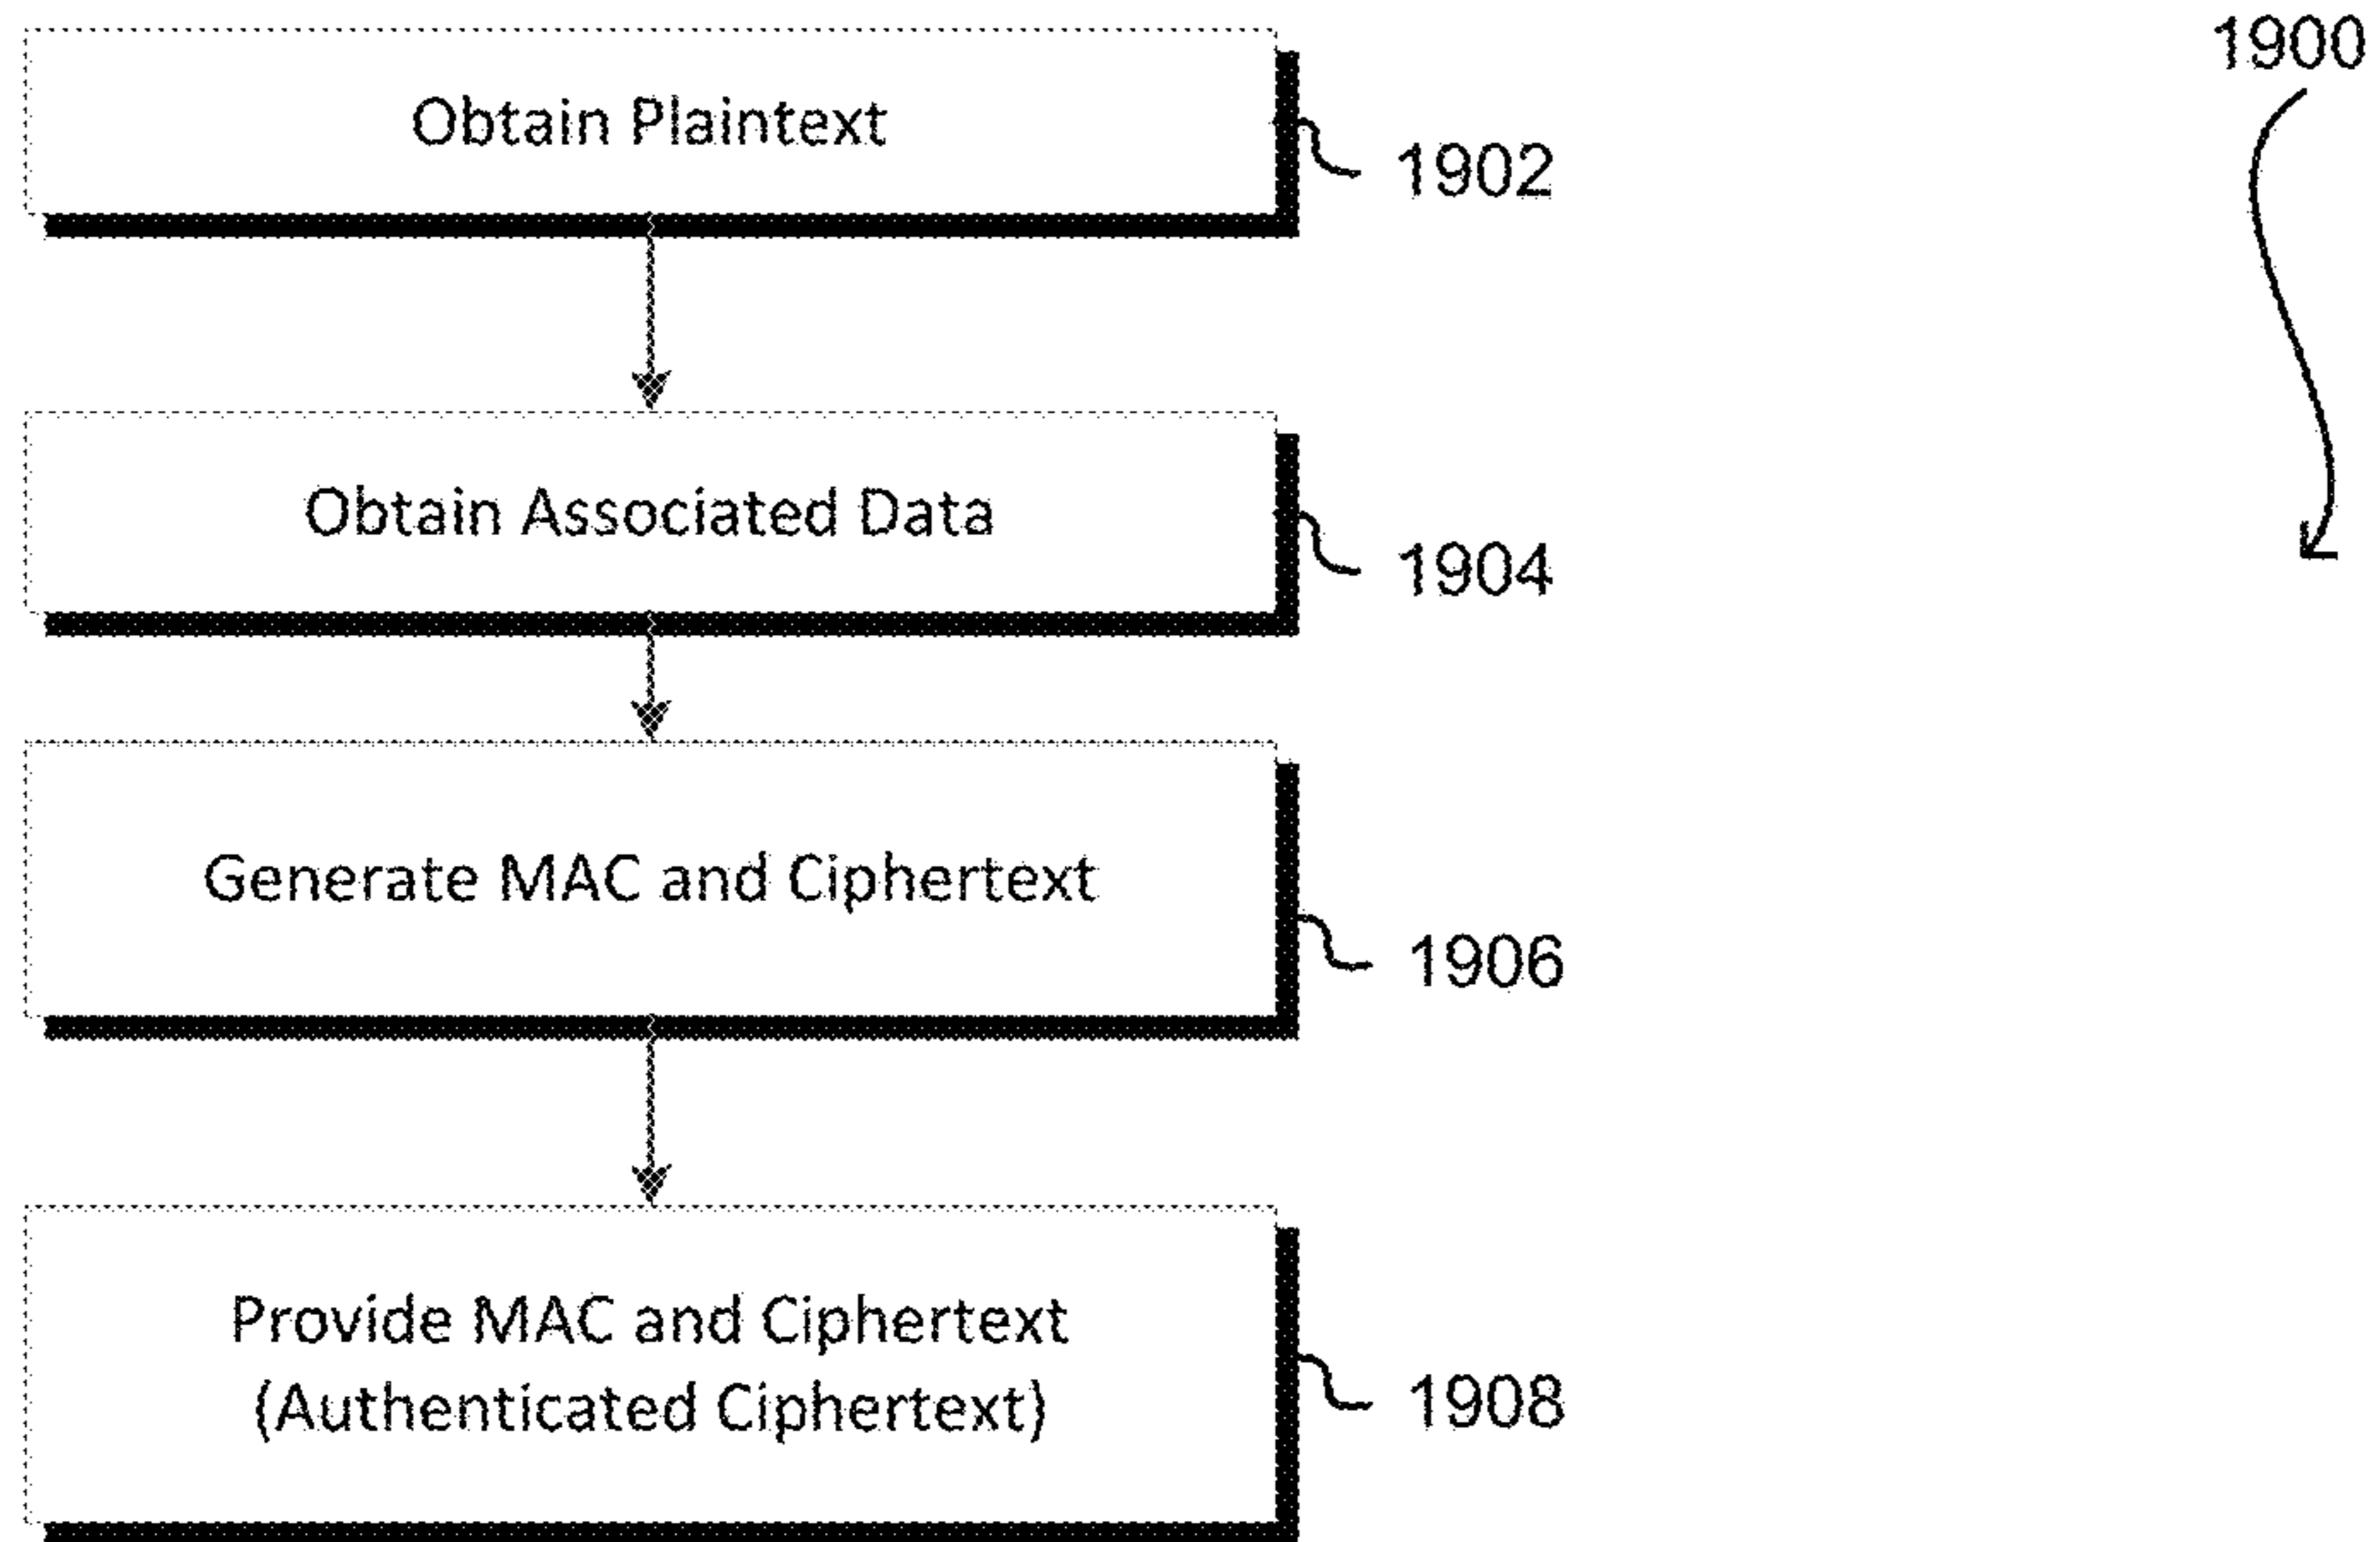 1900
Obtain Plaintext
1902
Obtain Associated Data
1904
Generate MAC and Ciphertext
1906
Provide MAC and Ciphertext
(Authenticated Ciphertext)
1908